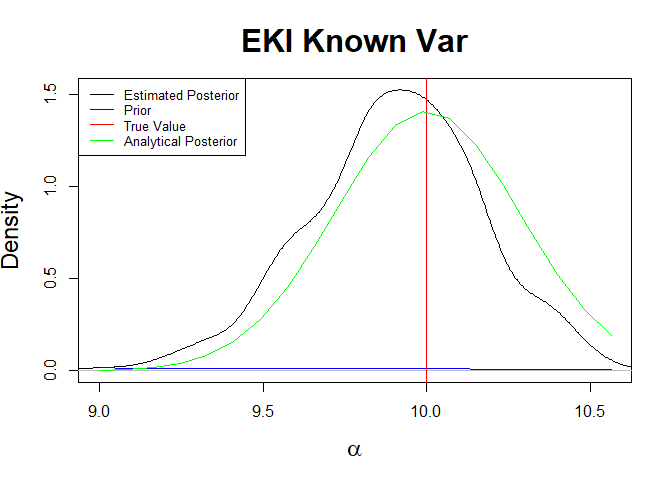 EKI Known Var
Estimated Posterior
Prior
True Value
Analytical Posterior
Density
0.0
0.5
1.0
1.5
9.0
9.5
10.0
10.5
α